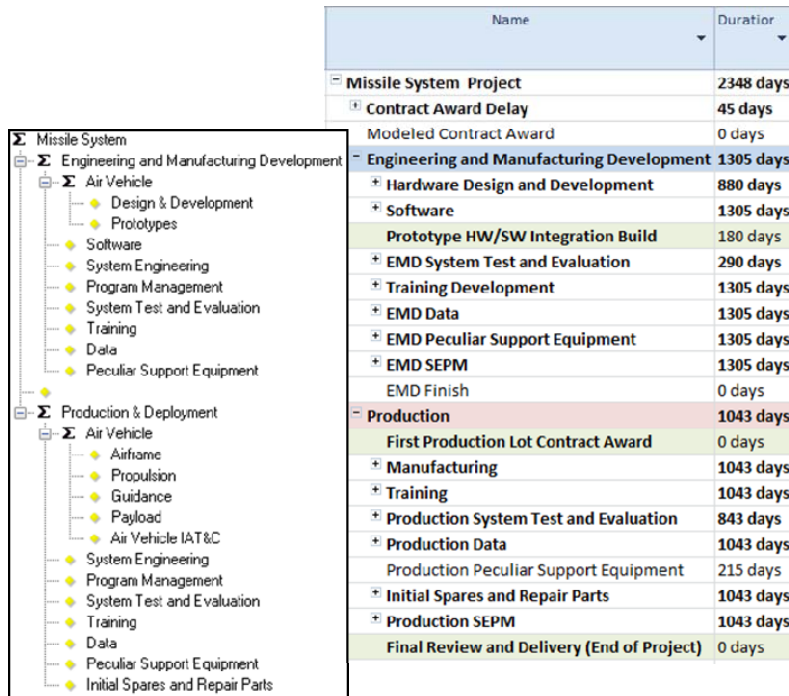 Missile System
Engineering and Manufacturing Development
Air Vehicle
Design & Development
Prototypes
Software
System Engineering
Program Management
System Test and Evaluation
Training
Data
Peculiar Support Equipment
Production & Deployment
Air Vehicle
Airframe
Propulsion
Guidance
Payload
Air Vehicle IAT&C
System Engineering
Program Management
System Test and Evaluation
Training
Data
Peculiar Support Equipment
Initial Spares and Repair Parts
Name Duration
Missile System Project 2348 days
Contract Award Delay 45 days
Modeled Contract Award 0 days
Engineering and Manufacturing Development 1305 days
Hardware Design and Development 880 days
Software 1305 days
Prototype HW/SW Integration Build 180 days
EMD System Test and Evaluation 290 days
Training Development 1305 days
EMD Data 1305 days
EMD Peculiar Support Equipment 1305 days
EMD SEPM 1305 days
EMD Finish 0 days
Production 1043 days
First Production Lot Contract Award 0 days
Manufacturing 1043 days
Training 1043 days
Production System Test and Evaluation 843 days
Production Data 1043 days
Production Peculiar Support Equipment 215 days
Initial Spares and Repair Parts 1043 days
Production SEPM 1043 days
Final Review and Delivery (End of Project) 0 days